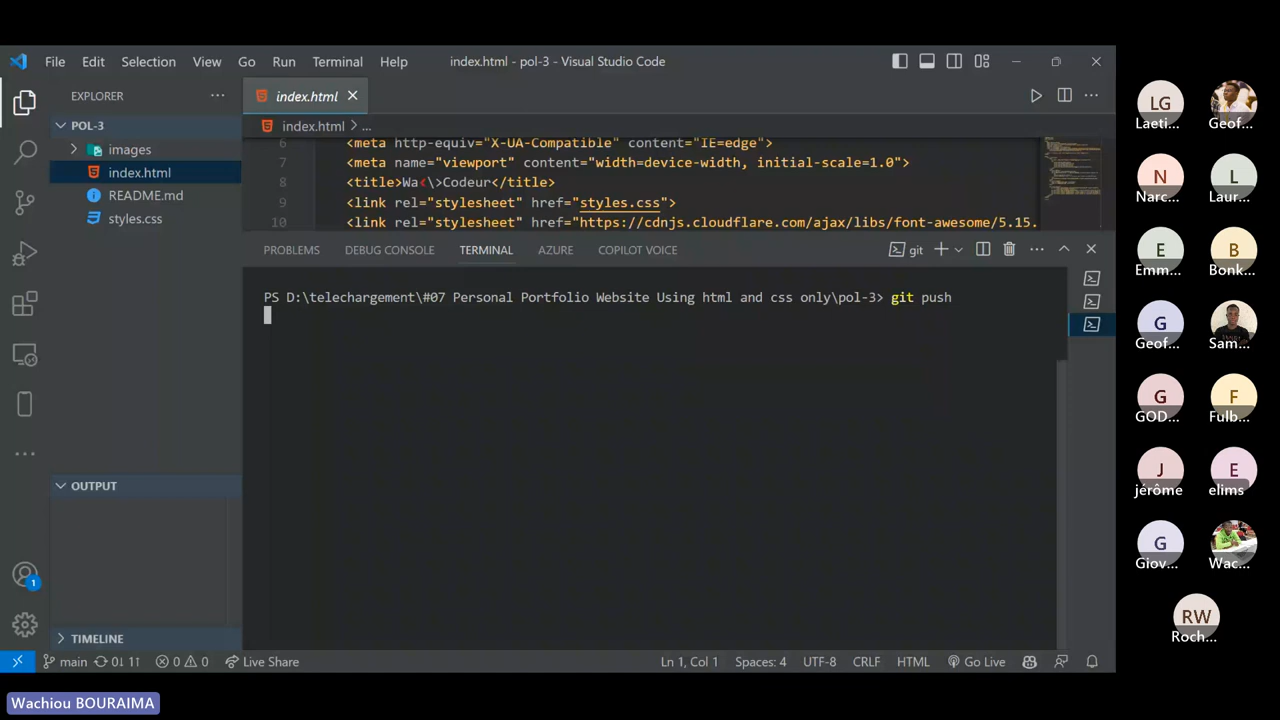 File Edit Selection View Go Run Terminal Help index.html - pol-3 - Visual Studio Code
EXPLORER
POL-3
images
index.html
README.md
styles.css
OUTPUT
TIMELINE
index.html
index.html > ...
6 <meta http-equiv="X-UA-Compatible" content="IE=edge">
7 <meta name="viewport" content="width=device-width, initial-scale=1.0">
8 <title>Wa<\>Codeur</title>
9 <link rel="stylesheet" href="styles.css">
10 <link rel="stylesheet" href="https://cdnjs.cloudflare.com/ajax/libs/font-awesome/5.15.
PROBLEMS DEBUG CONSOLE TERMINAL AZURE COPILOT VOICE git
PS D:\telechargement\#07 Personal Portfolio Website Using html and css only\pol-3> git push
1
main 0↓ 1↑ 0 0 Live Share Ln 1, Col 1 Spaces: 4 UTF-8 CRLF HTML Go Live
LG
Laeti...
Geof...
N
Narc...
L
Laur...
E
Emm...
B
Bonk...
G
Geof...
Sam...
G
GOD...
F
Fulb...
J
jérôme
E
elims
G
Giov...
Wac...
RW
Roch...
Wachiou BOURAIMA